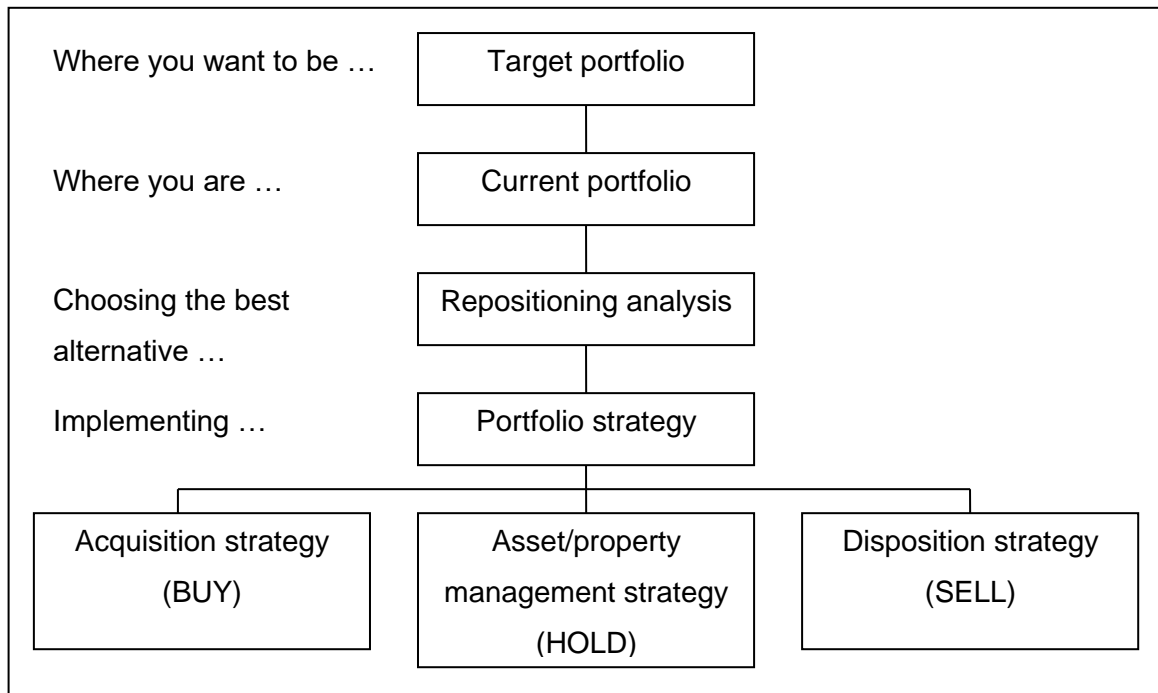 Where you want to be …
Target portfolio
Where you are …
Current portfolio
Choosing the best
alternative …
Repositioning analysis
Implementing …
Portfolio strategy
Acquisition strategy
(BUY)
Asset/property
management strategy
(HOLD)
Disposition strategy
(SELL)